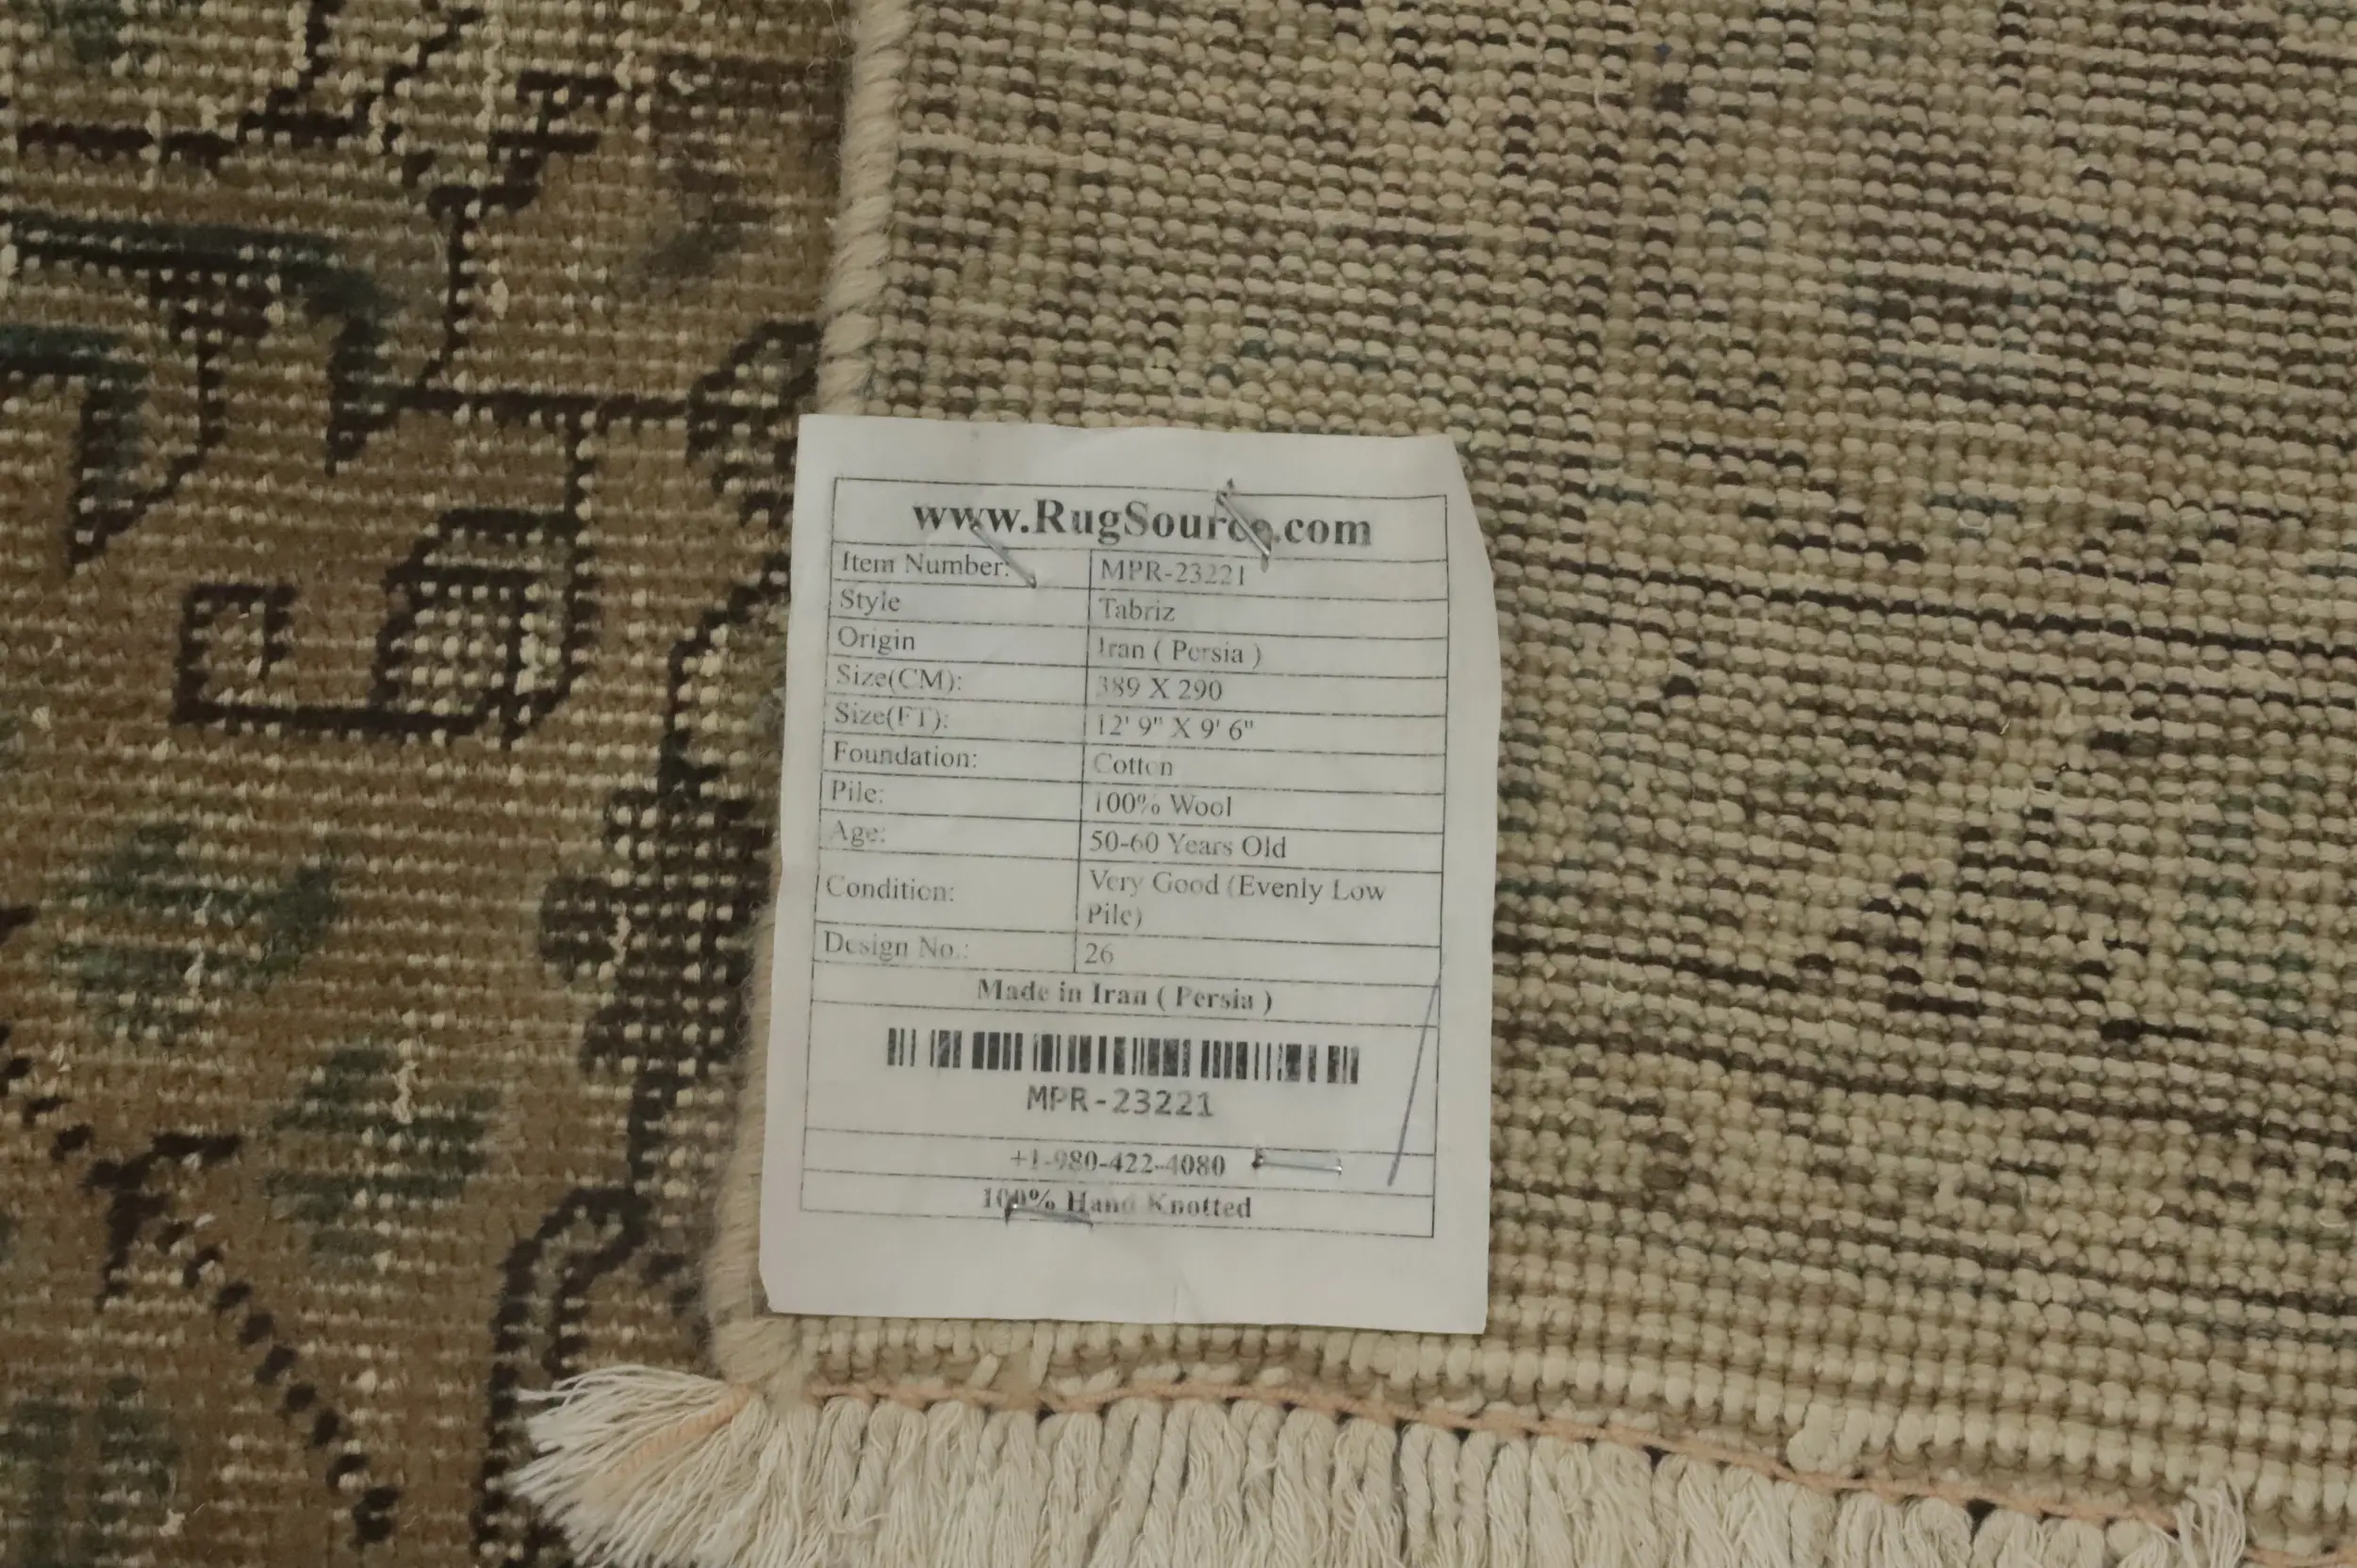 www.RugSource.com
Item Number: MPR-23221
Style Tabriz
Origin Iran ( Persia )
Size(CM): 389 X 290
Size(FT): 12' 9" X 9' 6"
Foundation: Cotton
Pile: 100% Wool
Age: 50-60 Years Old
Condition: Very Good (Evenly Low
Pile)
Design No.: 26
Made in Iran ( Persia )
MPR-23221
+1-980-422-4080
100% Hand Knotted